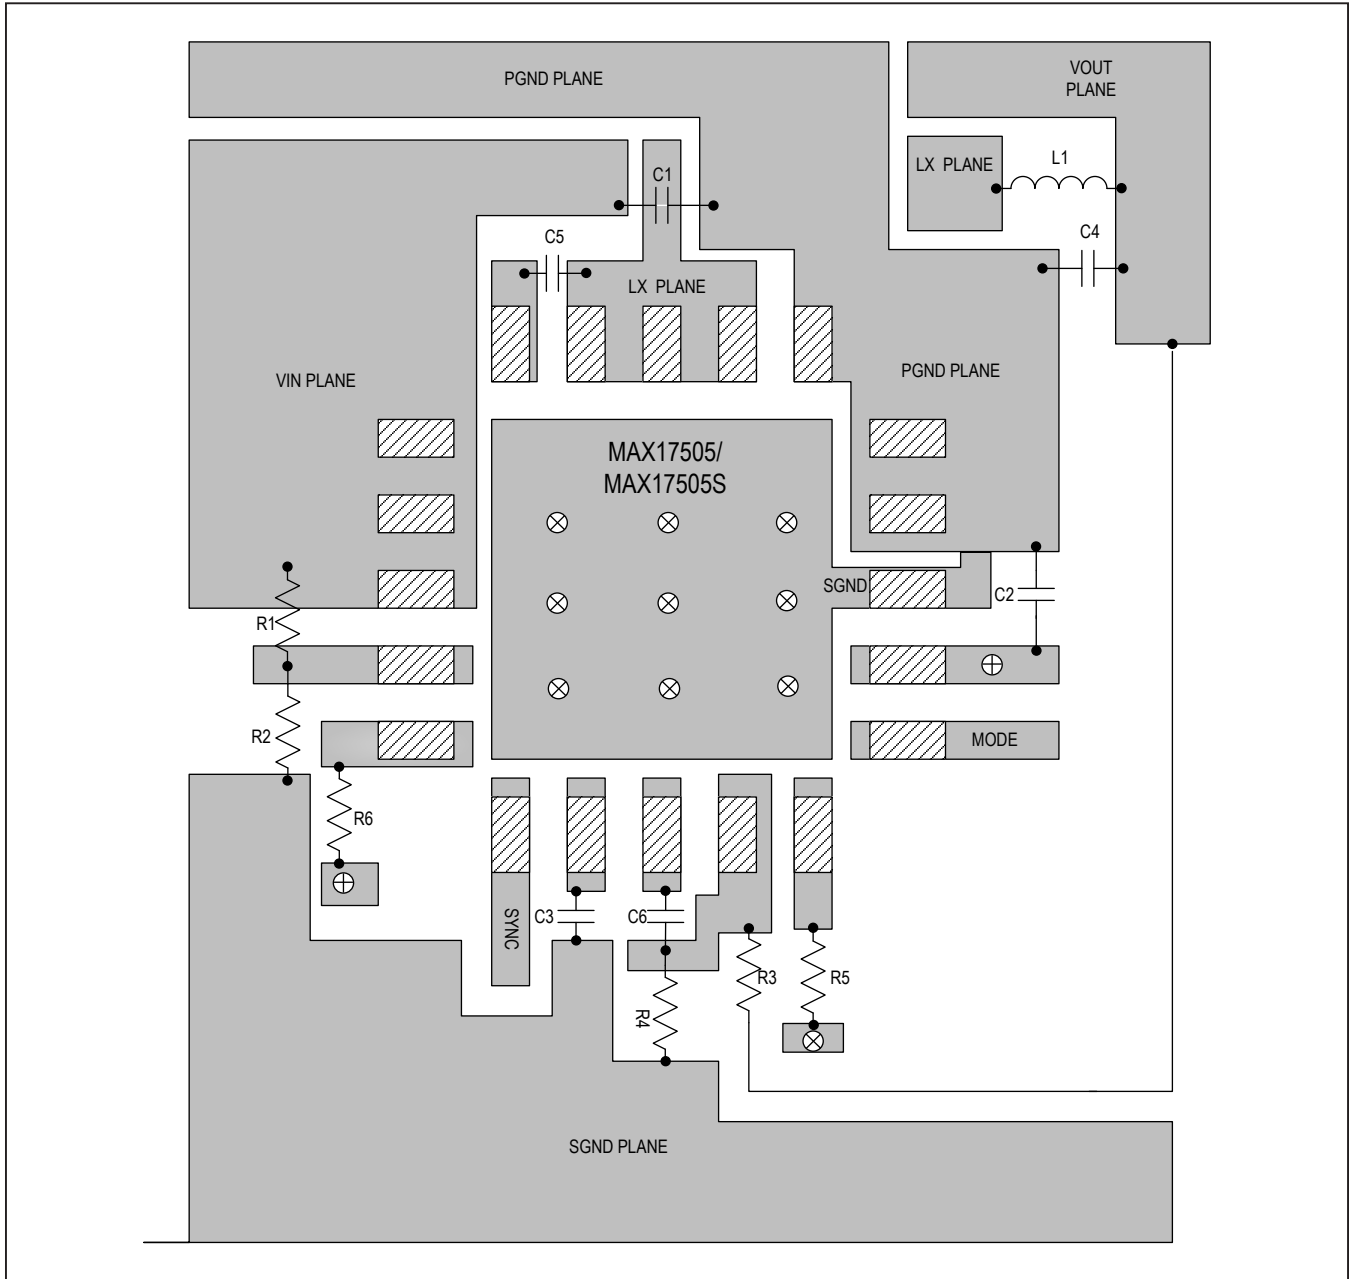 PGND PLANE
VOUT
PLANE
LX PLANE
L1
C1
C5
C4
LX PLANE
VIN PLANE
PGND PLANE
MAX17505/
MAX17505S
SGND
C2
R1
R2
MODE
R6
SYNC
C3
C6
R3
R5
R4
SGND PLANE